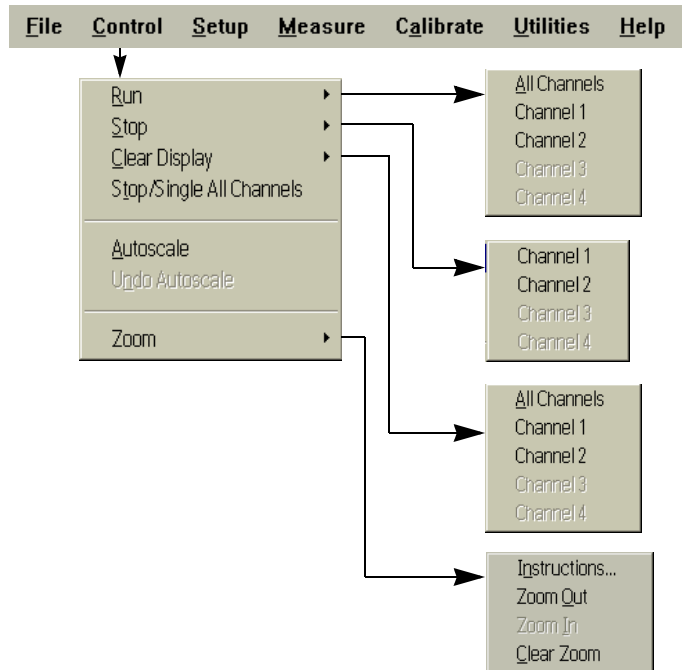 File Control Setup Measure Calibrate Utilities Help
Run
Stop
Clear Display
Stop/Single All Channels
Autoscale
Undo Autoscale
Zoom
All Channels
Channel 1
Channel 2
Channel 3
Channel 4
Channel 1
Channel 2
Channel 3
Channel 4
All Channels
Channel 1
Channel 2
Channel 3
Channel 4
Instructions...
Zoom Out
Zoom In
Clear Zoom